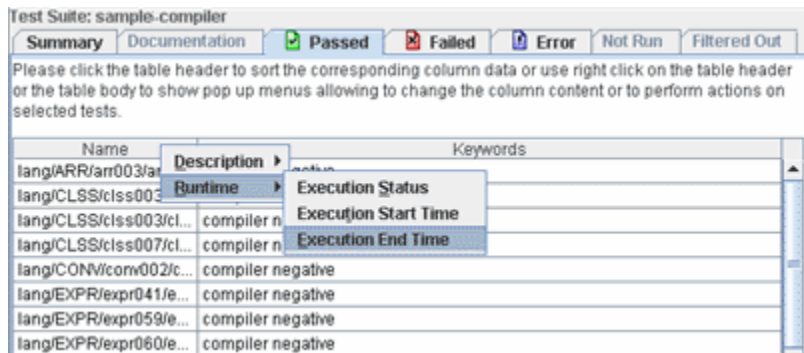 Test Suite: sample-compiler
Summary Documentation Passed Failed Error Not Run Filtered Out
Please click the table header to sort the corresponding column data or use right click on the table header
or the table body to show pop up menus allowing to change the column content or to perform actions on
selected tests.
Name Keywords
lang/ARR/arr003/ar
Description
lang/CLSS/clss003
Runtime Execution Status
lang/CLSS/clss003/cl... compiler n Execution Start Time
lang/CLSS/clss007/cl... compiler n Execution End Time
lang/CONV/conv002/c... compiler negative
lang/EXPR/expr041/e... compiler negative
lang/EXPR/expr059/e... compiler negative
lang/EXPR/expr060/e... compiler negative